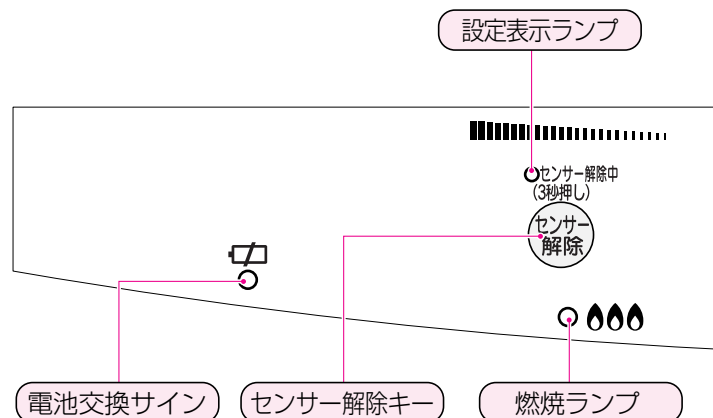 設定表示ランプ
センサー解除中
(3秒押し)
センサー
解除
電池交換サイン
センサー解除キー
燃焼ランプ